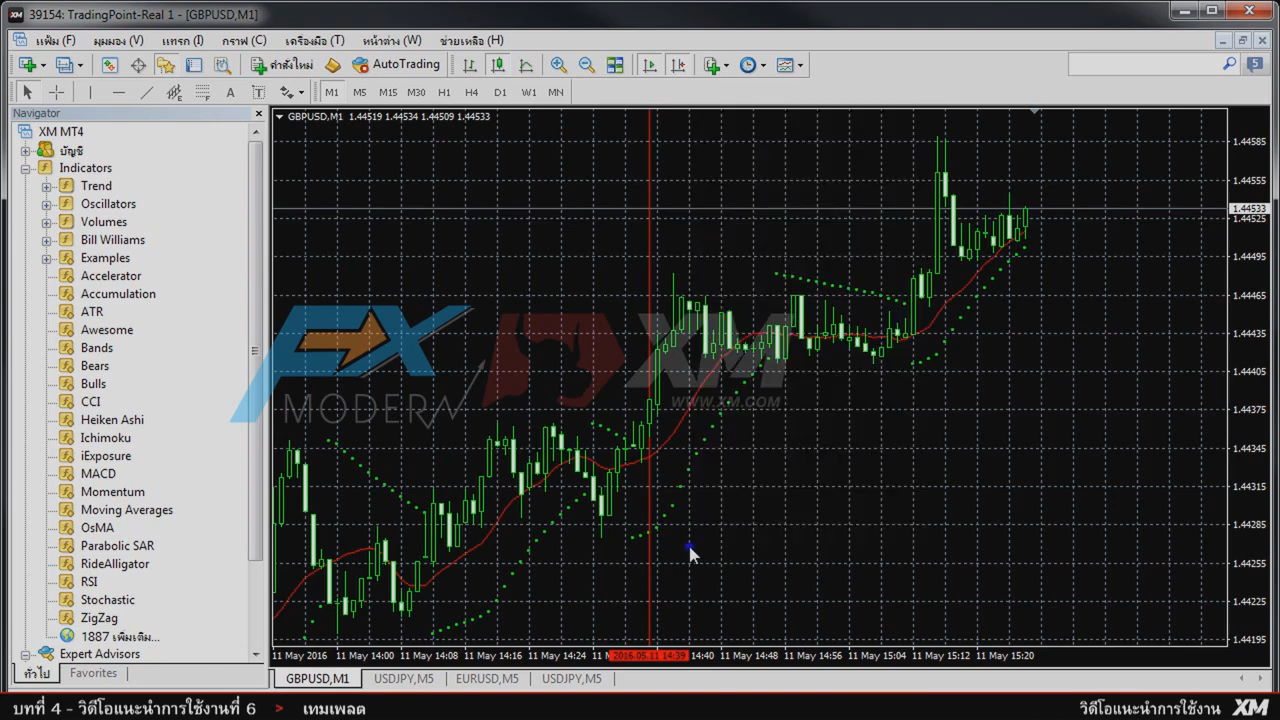 39154: TradingPoint-Real 1 - [GBPUSD,M1]
แฟ้ม (F) มุมมอง (V) แทรก (I) กราฟ (C) เครื่องมือ (T) หน้าต่าง (W) ช่วยเหลือ (H)
คำสั่งใหม่ AutoTrading 5
A T M1 M5 M15 M30 H1 H4 D1 W1 MN
Navigator
XM MT4
บัญชี
Indicators
Trend
Oscillators
Volumes
Bill Williams
Examples
Accelerator
Accumulation
ATR
Awesome
Bands
Bears
Bulls
CCI
Heiken Ashi
Ichimoku
iExposure
MACD
Momentum
Moving Averages
OsMA
Parabolic SAR
RideAlligator
RSI
Stochastic
ZigZag
1887 เพิ่มเติม...
Expert Advisors
ทั่วไป Favorites
GBPUSD,M1 1.44519 1.44534 1.44509 1.44533
1.44585
1.44555
1.44533
1.44525
1.44495
1.44465
1.44435
1.44405
1.44375
1.44345
1.44315
1.44285
1.44255
1.44225
1.44195
FX MODERN
XM
WWW.XM.COM
11 May 2016 11 May 14:00 11 May 14:08 11 May 14:16 11 May 14:24 2016.05.11 14:39 14:40 11 May 14:48 11 May 14:56 11 May 15:04 11 May 15:12 11 May 15:20
GBPUSD,M1 USDJPY,M5 EURUSD,M5 USDJPY,M5
บทที่ 4 - วิดีโอแนะนำการใช้งานที่ 6 > เทมเพลต
วิดีโอแนะนำการใช้งาน XM